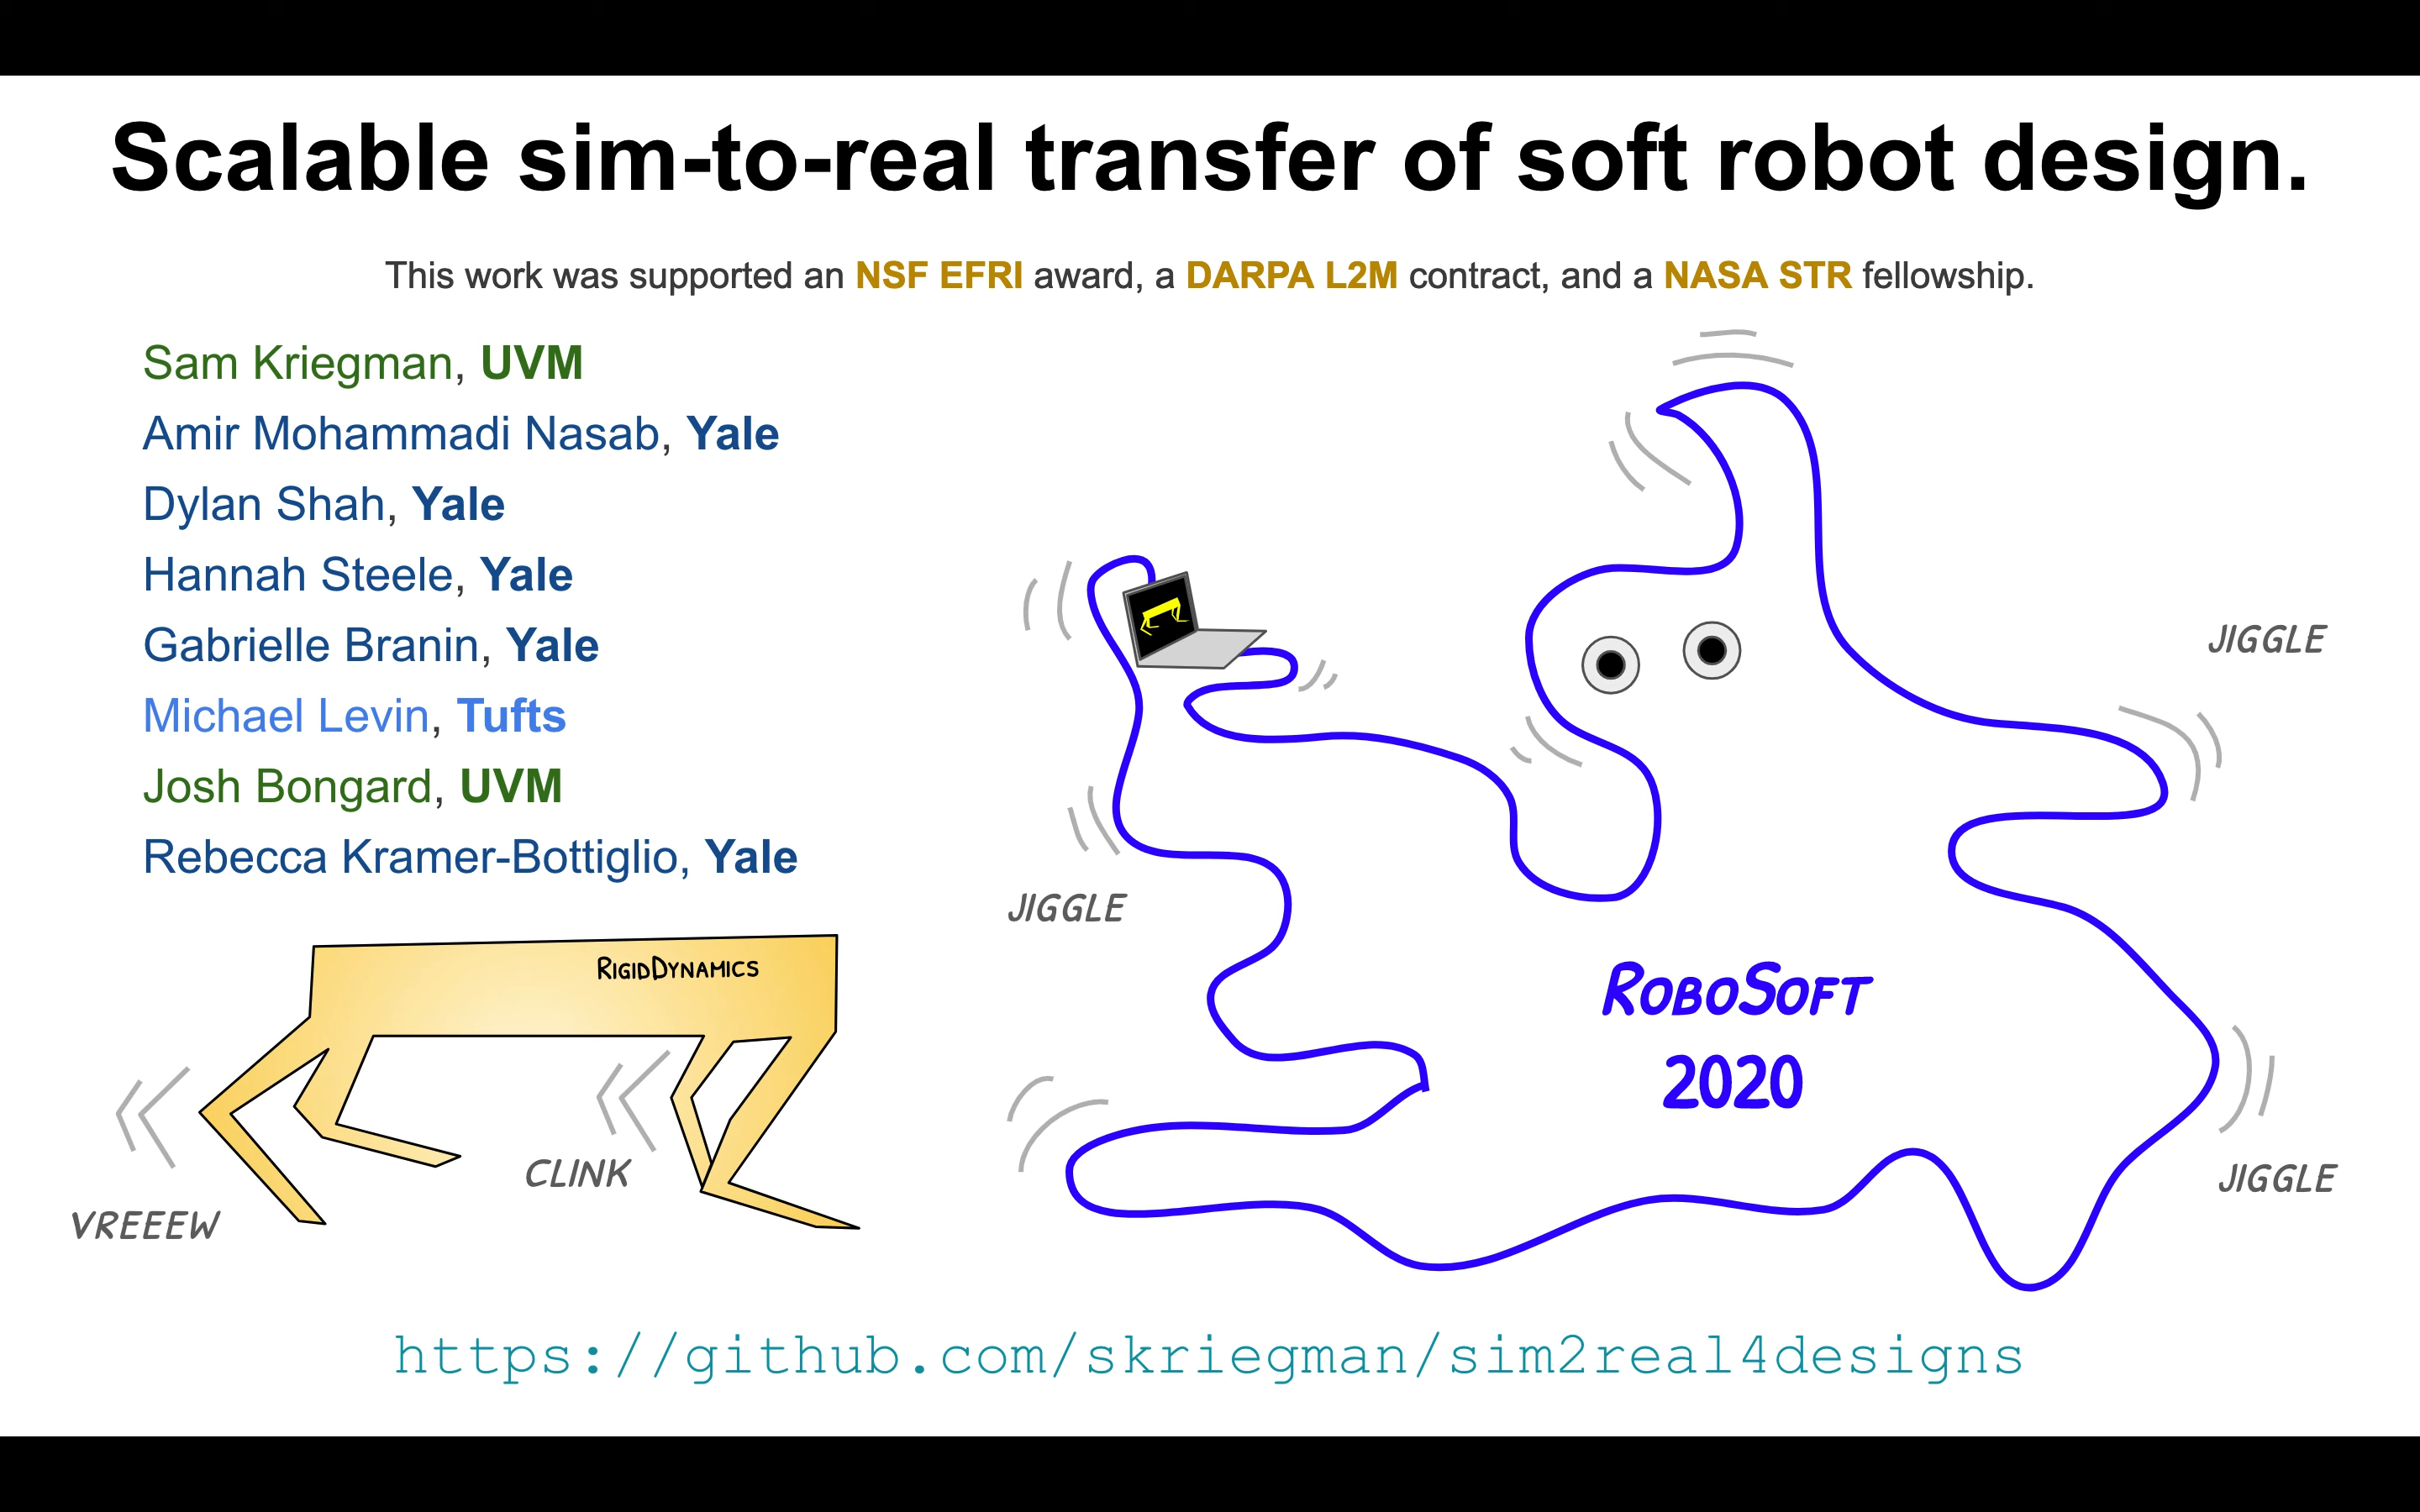 Scalable sim-to-real transfer of soft robot design.
This work was supported an NSF EFRI award, a DARPA L2M contract, and a NASA STR fellowship.
Sam Kriegman, UVM
Amir Mohammadi Nasab, Yale
Dylan Shah, Yale
Hannah Steele, Yale
Gabrielle Branin, Yale
Michael Levin, Tufts
Josh Bongard, UVM
Rebecca Kramer-Bottiglio, Yale
JIGGLE
JIGGLE
RIGIDDYNAMICS
ROBOSOFT
2020
CLINK
JIGGLE
VREEEW
https://github.com/skriegman/sim2real4designs